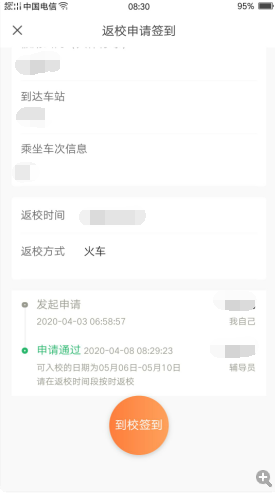 中国电信 08:30 95%
返校申请签到
到达车站
乘坐车次信息
返校时间
返校方式 火车
发起申请
2020-04-03 06:58:57 我自己
申请通过 2020-04-08 08:29:23
可入校的日期为05月06日-05月10日 辅导员
请在返校时间段按时返校
到校签到